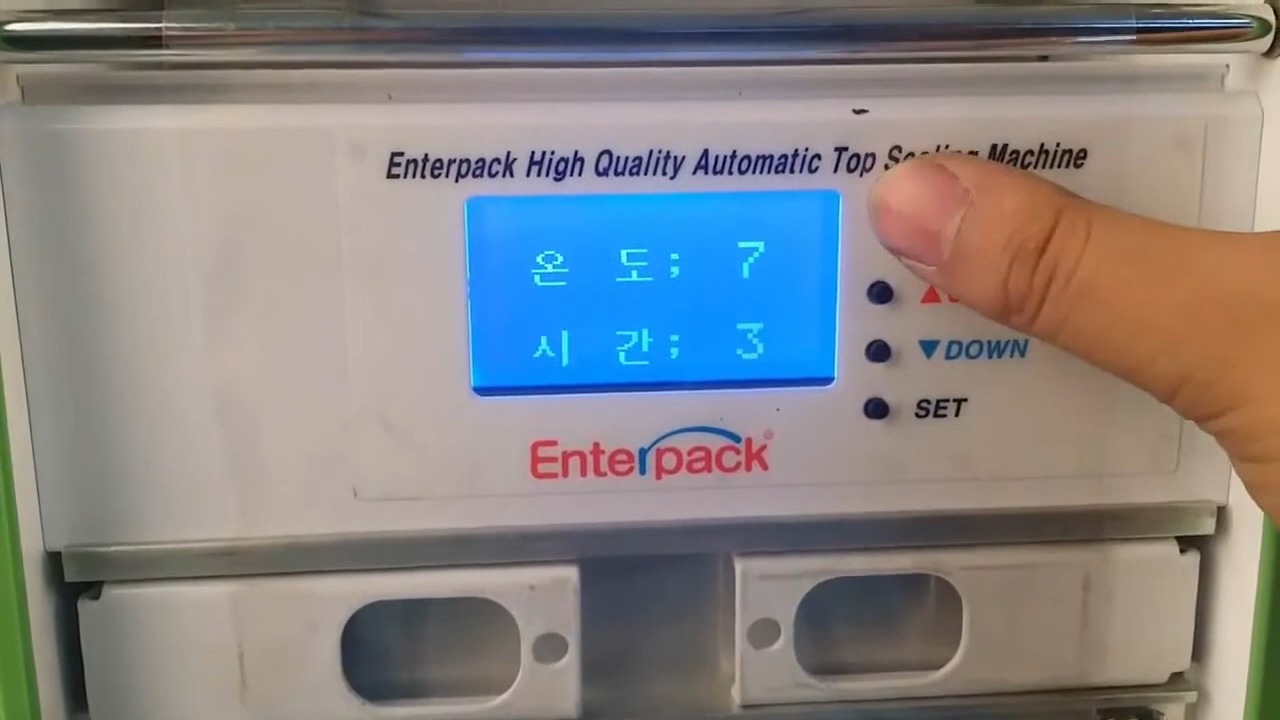 Enterpack High Quality Automatic Top Machine
온 도; 7
시 간; 3
▲
▼DOWN
SET
Enterpack®